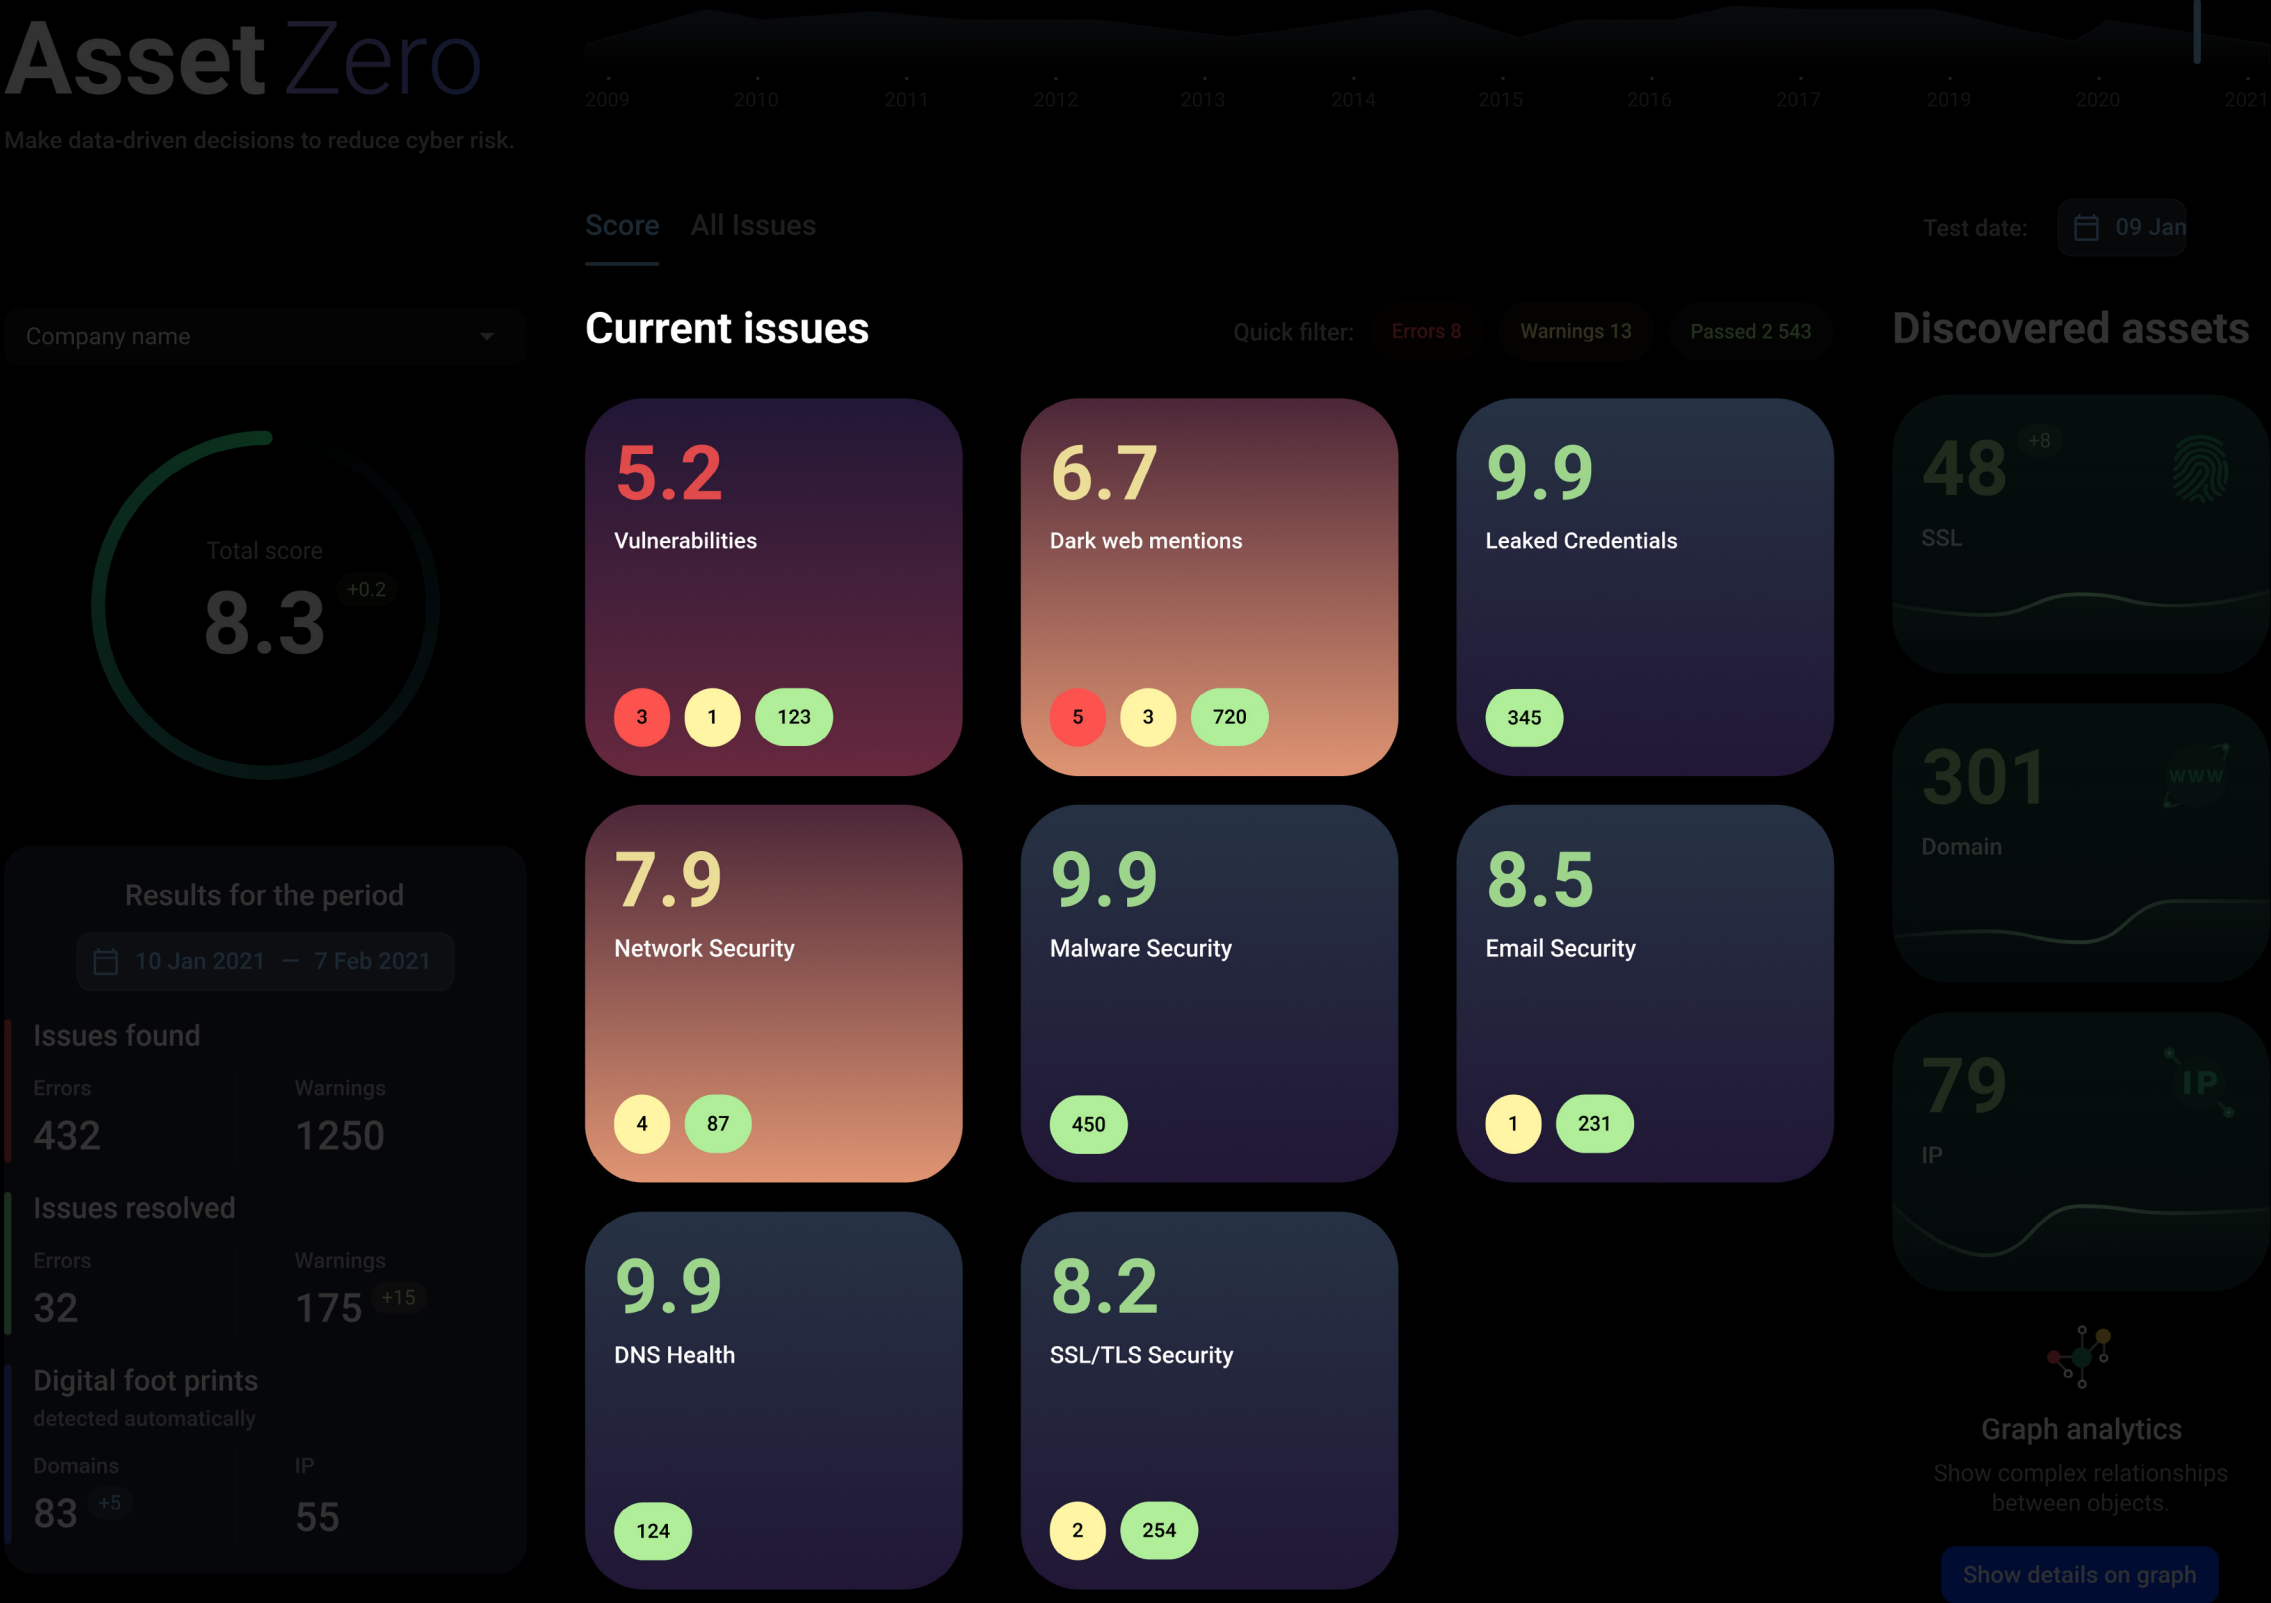 Asset Zero
Make data-driven decisions to reduce cyber risk.
2009 2010 2011 2012 2013 2014 2015 2016 2017 2019 2020 2021
Score All Issues
Test date: 09 Jan
Company name
Total score
8.3 +0.2
Results for the period
10 Jan 2021 — 7 Feb 2021
Issues found
Errors Warnings
432 1250
Issues resolved
Errors Warnings
32 175 +15
Digital foot prints
detected automatically
Domains IP
83 +5 55
Current issues
Quick filter: Errors 8 Warnings 13 Passed 2 543
5.2
Vulnerabilities
3 1 123
6.7
Dark web mentions
5 3 720
9.9
Leaked Credentials
345
7.9
Network Security
4 87
9.9
Malware Security
450
8.5
Email Security
1 231
9.9
DNS Health
124
8.2
SSL/TLS Security
2 254
Discovered assets
48 +8
SSL
301
www
Domain
79
IP
IP
Graph analytics
Show complex relationships
between objects.
Show details on graph